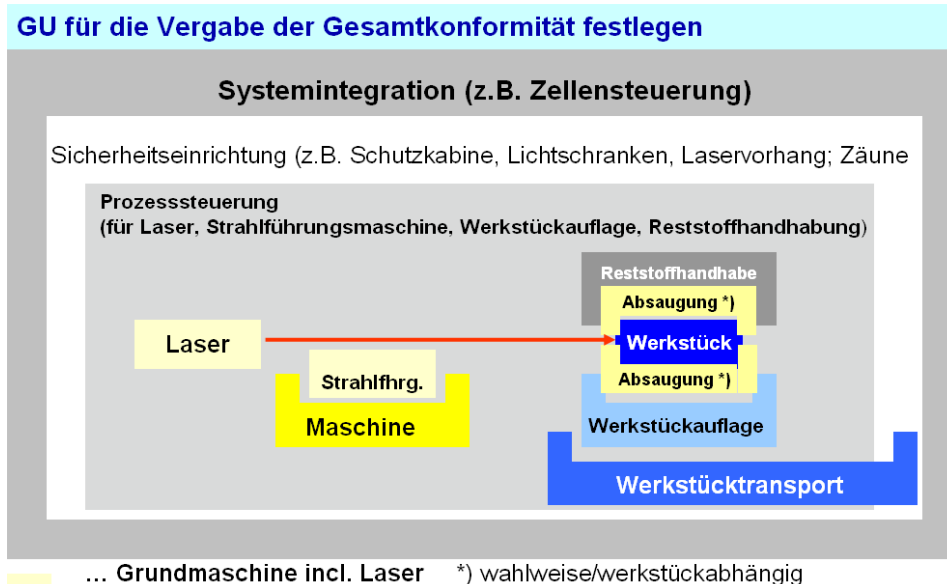 GU für die Vergabe der Gesamtkonformität festlegen
Systemintegration (z.B. Zellensteuerung)
Sicherheitseinrichtung (z.B. Schutzkabine, Lichtschranken, Laservorhang; Zäune
Prozesssteuerung
(für Laser, Strahlführungsmaschine, Werkstückauflage, Reststoffhandhabung)
Reststoffhandhabe
Absaugung *)
Laser
Werkstück
Strahlfhrg.
Absaugung *)
Maschine
Werkstückauflage
Werkstücktransport
... Grundmaschine incl. Laser *) wahlweise/werkstückabhängig